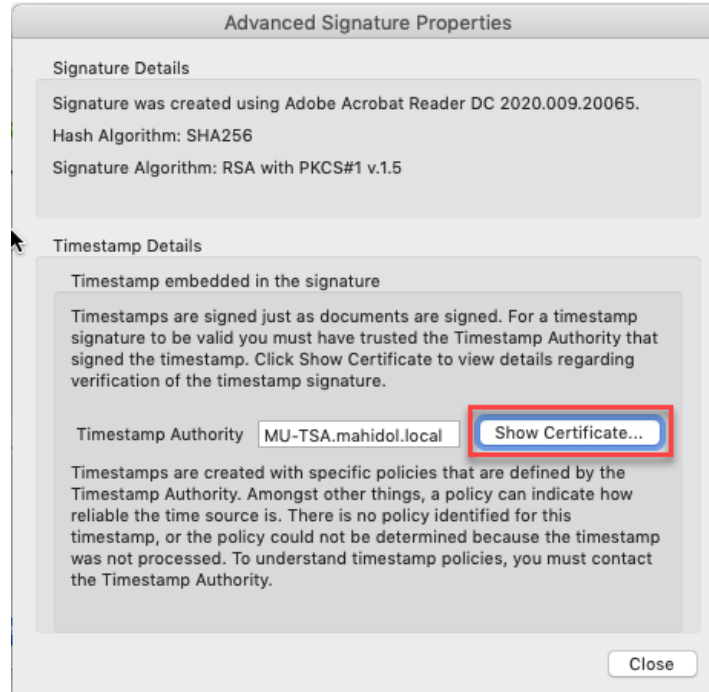 Advanced Signature Properties
Signature Details
Signature was created using Adobe Acrobat Reader DC 2020.009.20065.
Hash Algorithm: SHA256
Signature Algorithm: RSA with PKCS#1 v.1.5
Timestamp Details
Timestamp embedded in the signature
Timestamps are signed just as documents are signed. For a timestamp
signature to be valid you must have trusted the Timestamp Authority that
signed the timestamp. Click Show Certificate to view details regarding
verification of the timestamp signature.
Timestamp Authority MU-TSA.mahidol.local Show Certificate...
Timestamps are created with specific policies that are defined by the
Timestamp Authority. Amongst other things, a policy can indicate how
reliable the time source is. There is no policy identified for this
timestamp, or the policy could not be determined because the timestamp
was not processed. To understand timestamp policies, you must contact
the Timestamp Authority.
Close